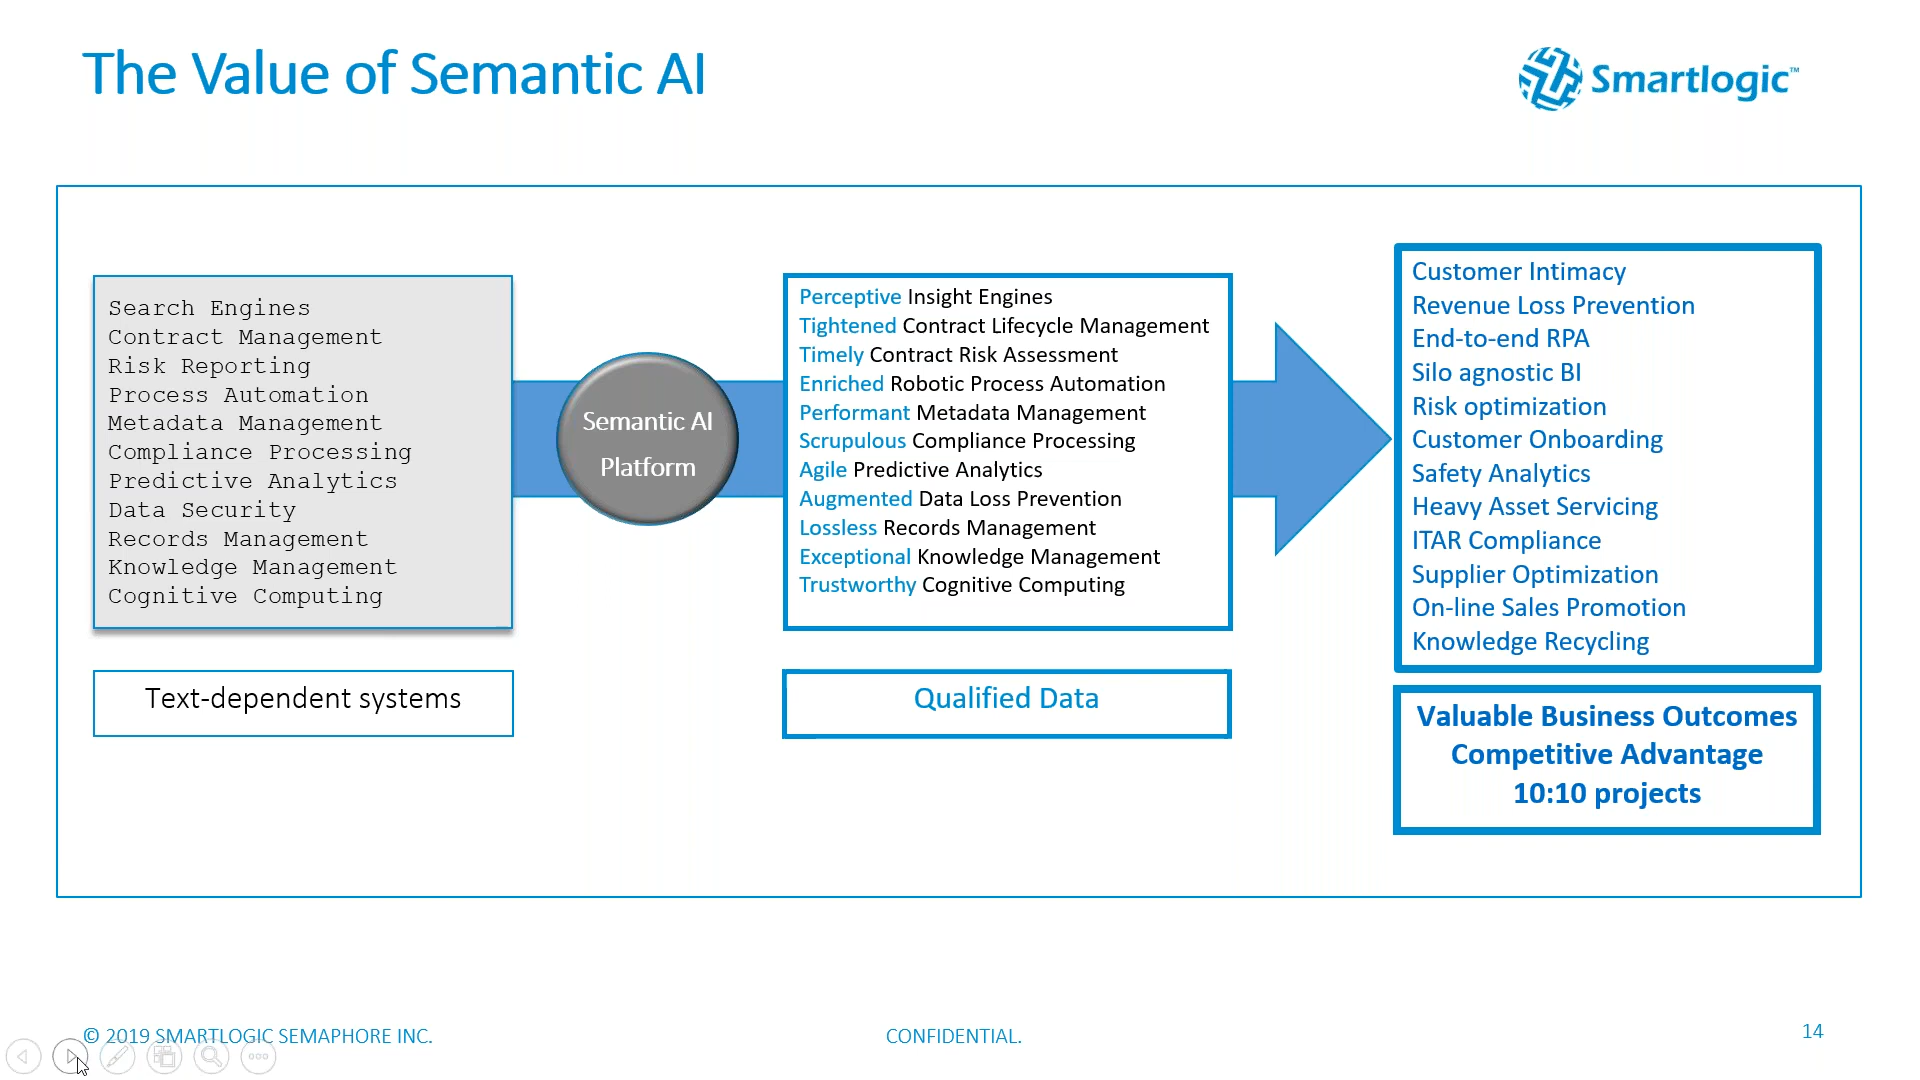 The Value of Semantic AI
Smartlogic™
Search Engines
Contract Management
Risk Reporting
Process Automation
Metadata Management
Compliance Processing
Predictive Analytics
Data Security
Records Management
Knowledge Management
Cognitive Computing
Text-dependent systems
Semantic AI
Platform
Perceptive Insight Engines
Tightened Contract Lifecycle Management
Timely Contract Risk Assessment
Enriched Robotic Process Automation
Performant Metadata Management
Scrupulous Compliance Processing
Agile Predictive Analytics
Augmented Data Loss Prevention
Lossless Records Management
Exceptional Knowledge Management
Trustworthy Cognitive Computing
Qualified Data
Customer Intimacy
Revenue Loss Prevention
End-to-end RPA
Silo agnostic BI
Risk optimization
Customer Onboarding
Safety Analytics
Heavy Asset Servicing
ITAR Compliance
Supplier Optimization
On-line Sales Promotion
Knowledge Recycling
Valuable Business Outcomes
Competitive Advantage
10:10 projects
© 2019 SMARTLOGIC SEMAPHORE INC.
CONFIDENTIAL.
14